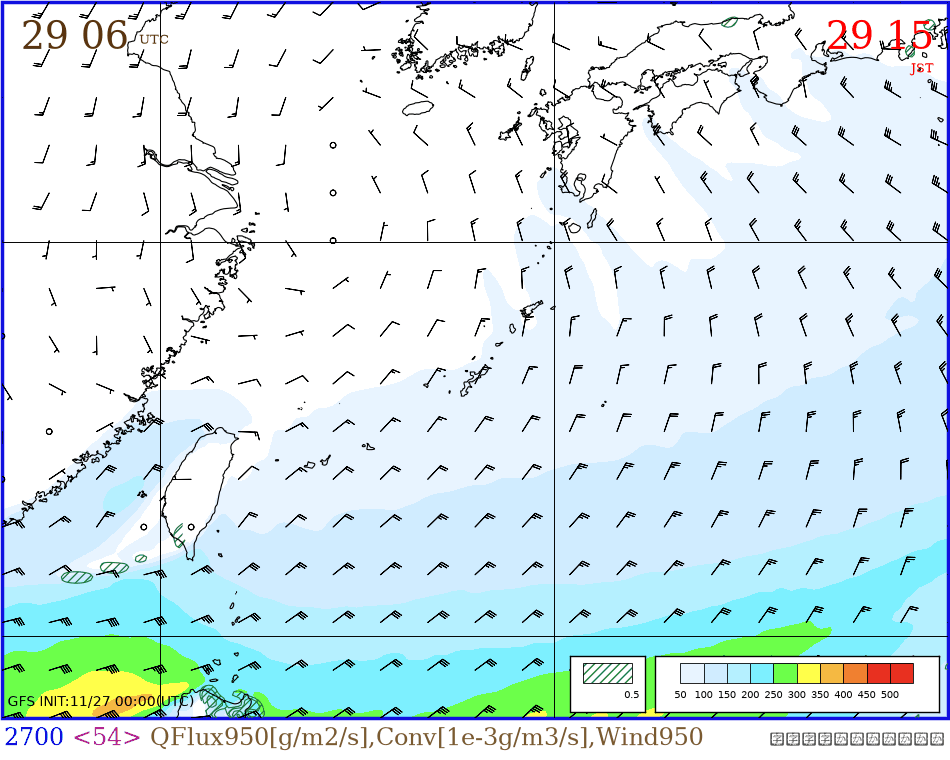 29 06 UTC
29 15
JST
0.5
50 100 150 200 250 300 350 400 450 500
GFS INIT:11/27 00:00(UTC)
2700 <54> QFlux950[g/m2/s],Conv[1e-3g/m3/s],Wind950